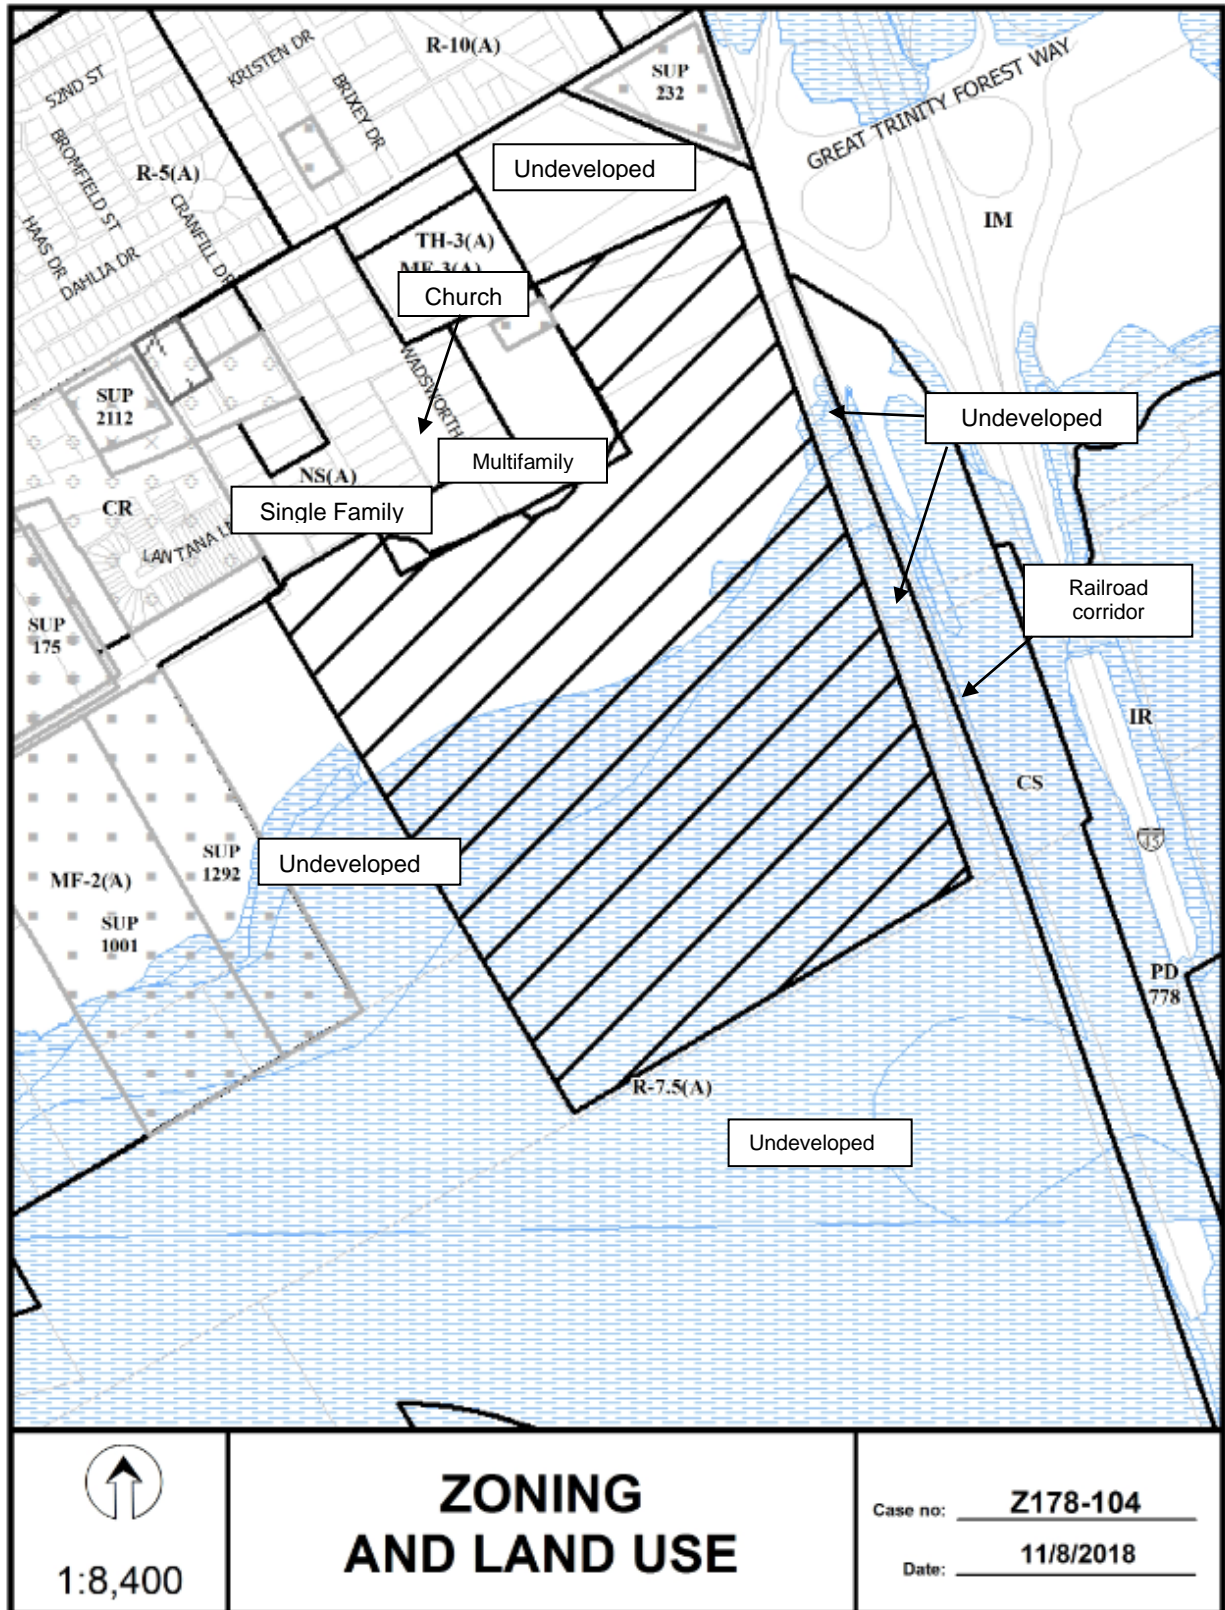 R-10(A)
KRISTEN DR
52ND ST
BRIXEY DR
SUP
232
GREAT TRINITY FOREST WAY
BROMFIELD ST
R-5(A)
CRANFILL DR
HAAS DR
DAHLIA DR
Undeveloped
IM
TH-3(A)
MF-3(A)
Church
WADSWORTH
SUP
2112
Undeveloped
Multifamily
NS(A)
Single Family
CR
LANTANA
Railroad
corridor
SUP
175
IR
CS
SUP
1292
Undeveloped
MF-2(A)
SUP
1001
PD
778
R-7.5(A)
Undeveloped
1:8,400
ZONING
AND LAND USE
Case no: Z178-104
Date: 11/8/2018